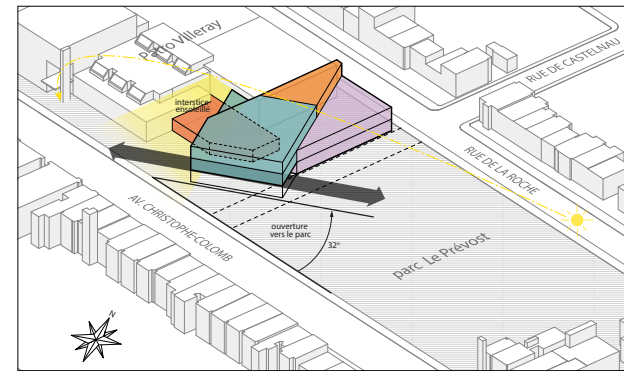 Patro Villeray
interstice
ensoleillé
RUE DE CASTELNAU
RUE DE LA ROCHE
AV. CHRISTOPHE-COLOMB
ouverture
vers le parc
32°
parc Le Prévost
N